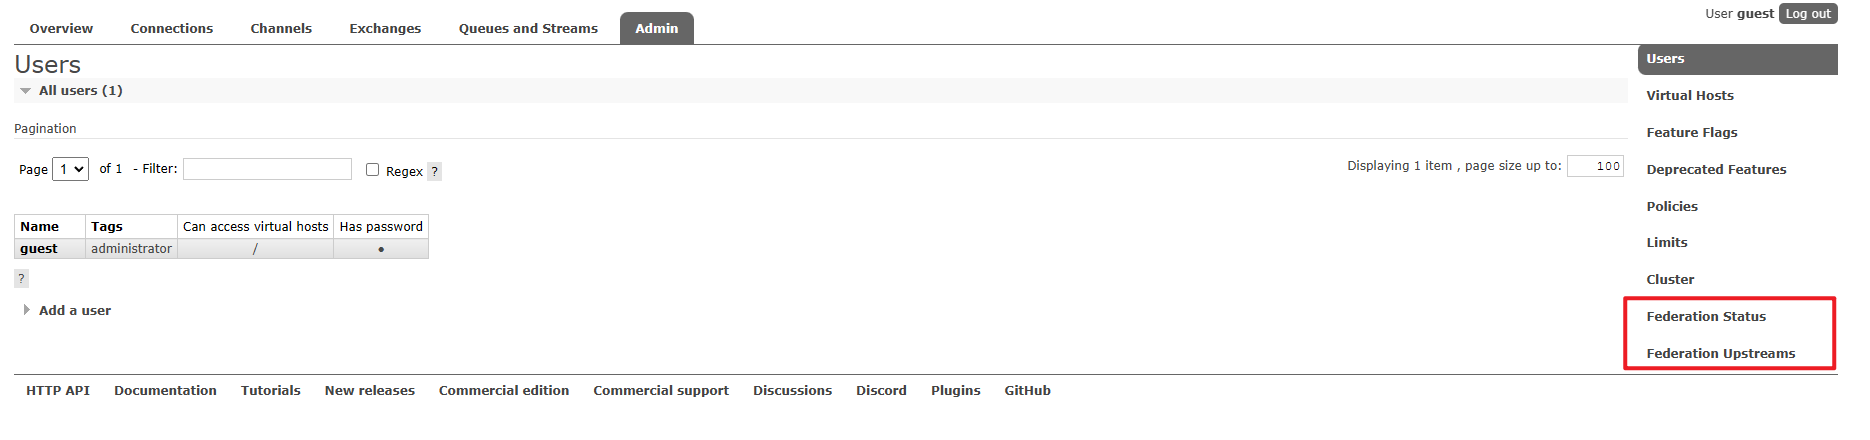 User guest Log out
Overview Connections Channels Exchanges Queues and Streams Admin
Users
All users (1)
Pagination
Page 1 of 1 - Filter: Regex ? Displaying 1 item , page size up to: 100
Name Tags Can access virtual hosts Has password
guest administrator / •
?
Add a user
Users
Virtual Hosts
Feature Flags
Deprecated Features
Policies
Limits
Cluster
Federation Status
Federation Upstreams
HTTP API Documentation Tutorials New releases Commercial edition Commercial support Discussions Discord Plugins GitHub